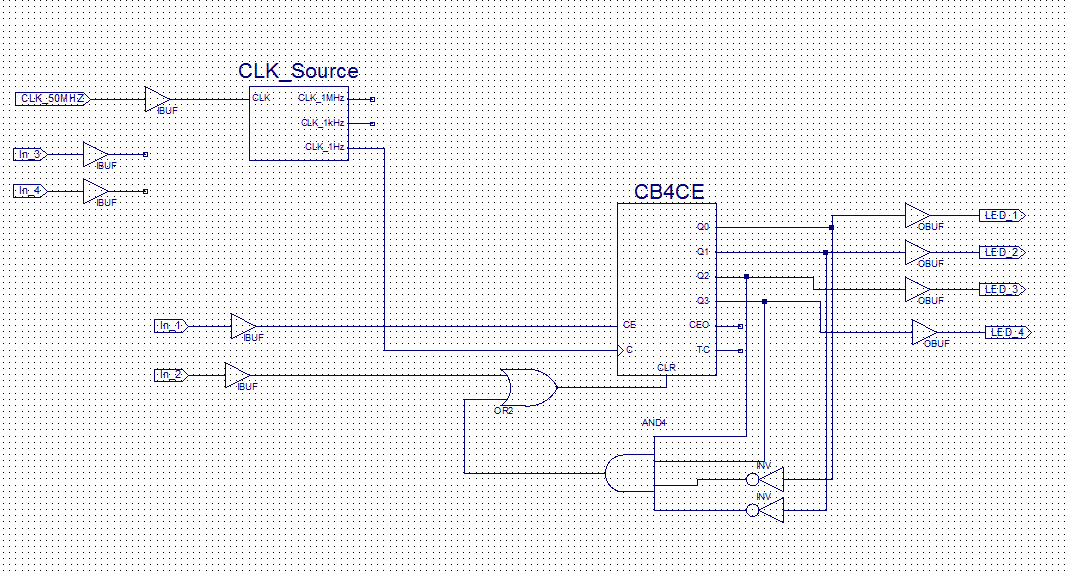 CLK_Source
CLK_50MHZ
IBUF
CLK
CLK_1MHz
CLK_1kHz
CLK_1Hz
In_3
IBUF
In_4
IBUF
CB4CE
Q0
Q1
Q2
Q3
CE
CEO
C
TC
CLR
OBUF
LED_1
OBUF
LED_2
OBUF
LED_3
OBUF
LED_4
In_1
IBUF
In_2
IBUF
OR2
AND4
INV
INV